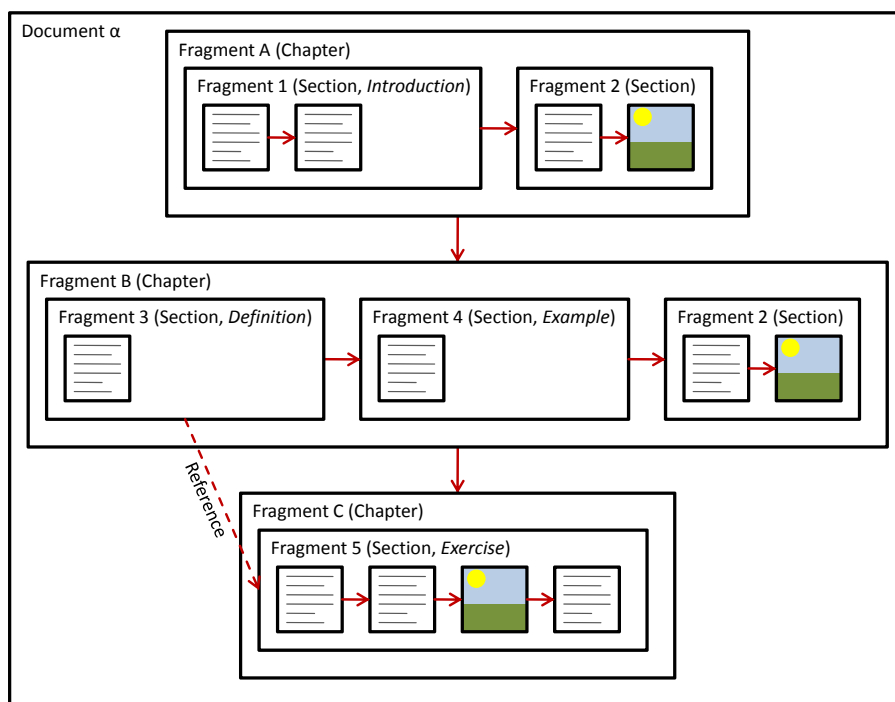 Document α
Fragment A (Chapter)
Fragment 1 (Section, Introduction)
Fragment 2 (Section)
Fragment B (Chapter)
Fragment 3 (Section, Definition)
Fragment 4 (Section, Example)
Fragment 2 (Section)
Reference
Fragment C (Chapter)
Fragment 5 (Section, Exercise)